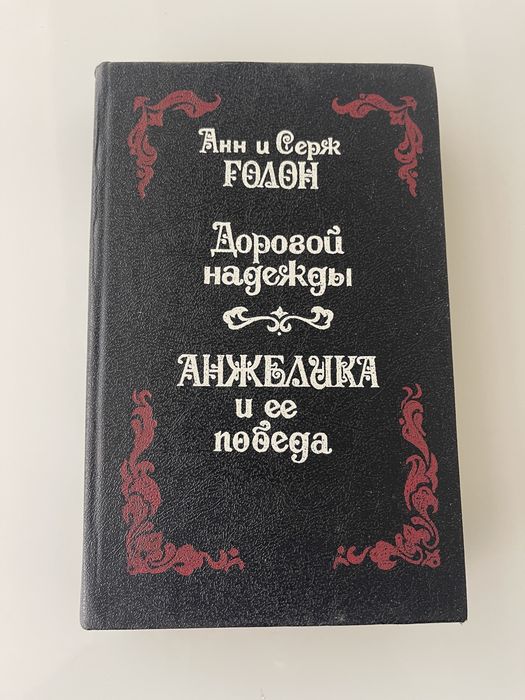 Анн и Серж
ГОЛОН
Дорогой
надежды
АНЖЕЛИКА
и ее
победа